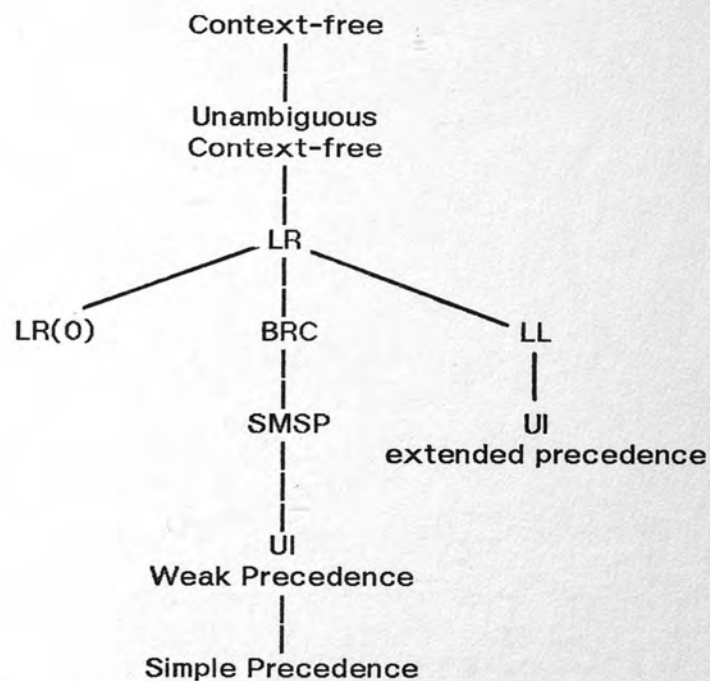 Context-free
Unambiguous
Context-free
LR
LR(0)
BRC
LL
SMSP
UI
extended precedence
UI
Weak Precedence
Simple Precedence